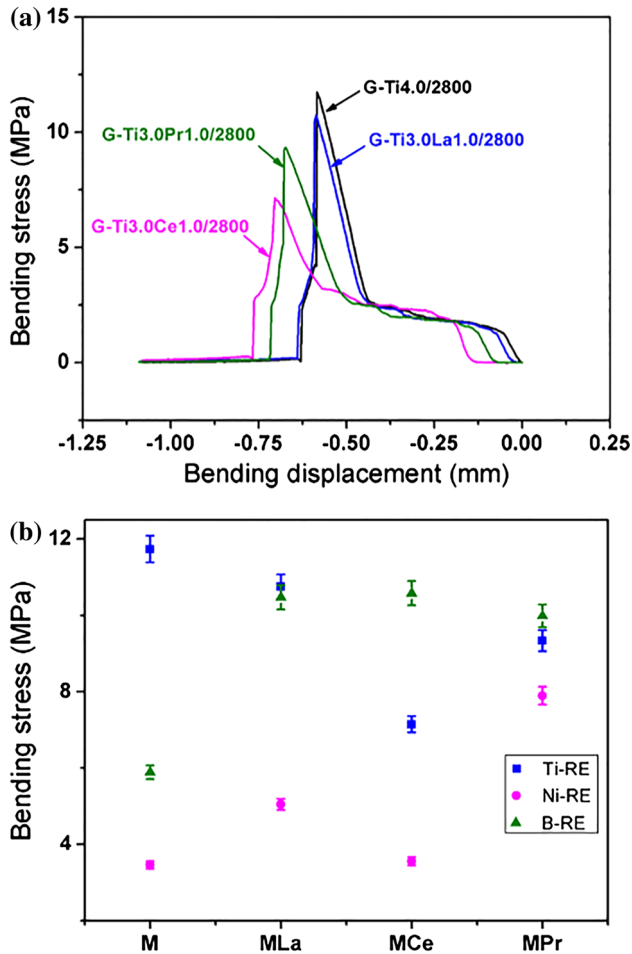 (a)
Bending stress (MPa)
15
10
5
0
G-Ti4.0/2800
G-Ti3.0Pr1.0/2800
G-Ti3.0La1.0/2800
G-Ti3.0Ce1.0/2800
-1.25 -1.00 -0.75 -0.50 -0.25 0.00 0.25
Bending displacement (mm)
(b)
Bending stress (MPa)
12
8
4
Ti-RE
Ni-RE
B-RE
M MLa MCe MPr